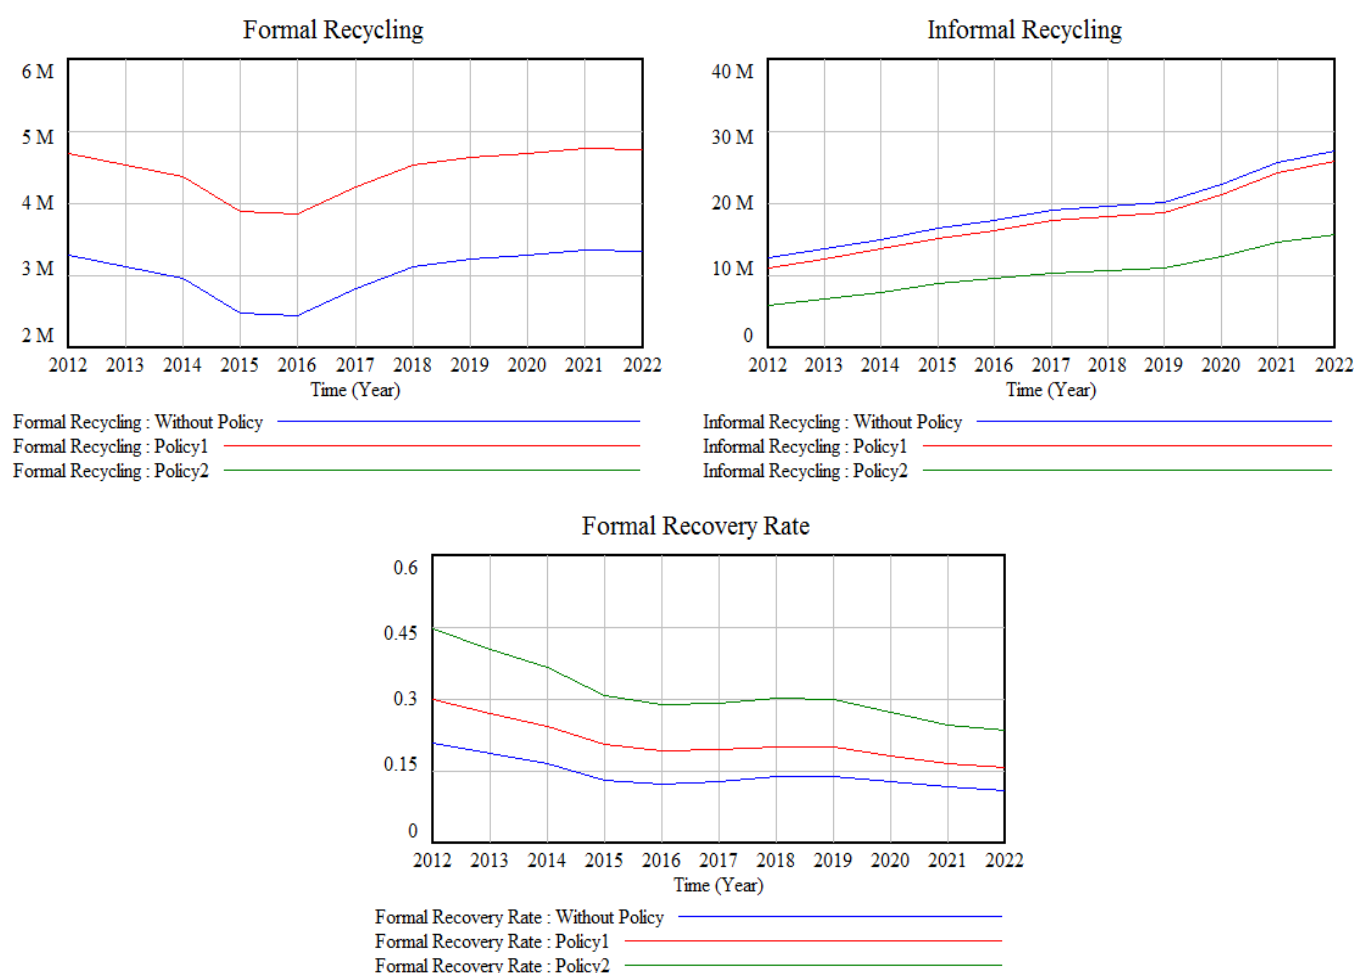 Formal Recycling
6 M
5 M
4 M
3 M
2 M
2012 2013 2014 2015 2016 2017 2018 2019 2020 2021 2022
Time (Year)
Formal Recycling : Without Policy
Formal Recycling : Policy1
Formal Recycling : Policy2
Informal Recycling
40 M
30 M
20 M
10 M
0
2012 2013 2014 2015 2016 2017 2018 2019 2020 2021 2022
Time (Year)
Informal Recycling : Without Policy
Informal Recycling : Policy1
Informal Recycling : Policy2
Formal Recovery Rate
0.6
0.45
0.3
0.15
0
2012 2013 2014 2015 2016 2017 2018 2019 2020 2021 2022
Time (Year)
Formal Recovery Rate : Without Policy
Formal Recovery Rate : Policy1
Formal Recovery Rate : Policy2